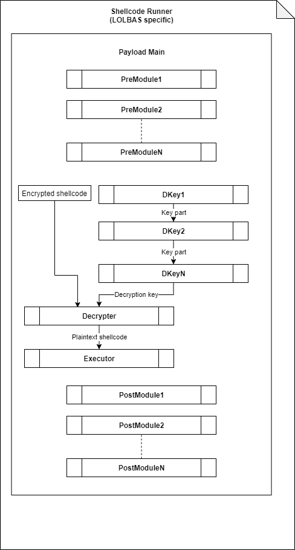 Shellcode Runner
(LOLBAS specific)
Payload Main
PreModule1
PreModule2
PreModuleN
Encrypted shellcode
DKey1
Key part
DKey2
Key part
DKeyN
Decryption key
Decrypter
Plaintext shellcode
Executor
PostModule1
PostModule2
PostModuleN